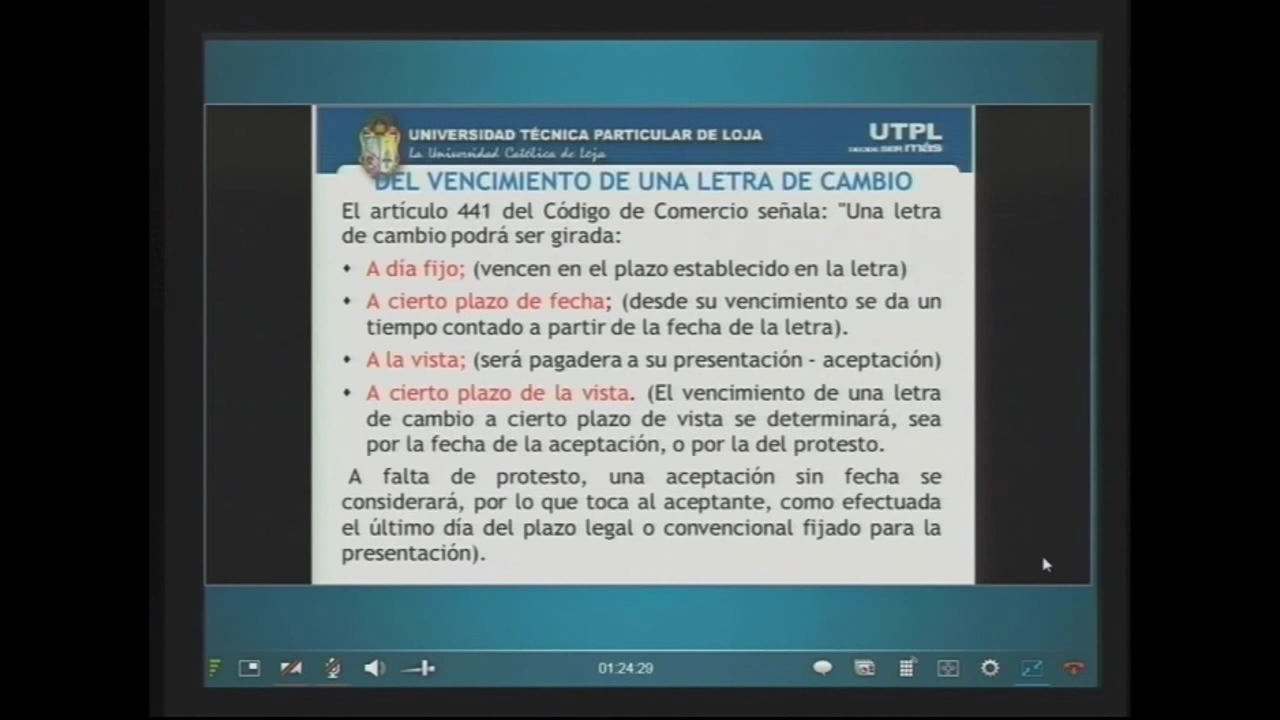 UNIVERSIDAD TÉCNICA PARTICULAR DE LOJA
La Universidad Católica de Loja
UTPL
DECIDE SER más
DEL VENCIMIENTO DE UNA LETRA DE CAMBIO
El artículo 441 del Código de Comercio señala: "Una letra
de cambio podrá ser girada:
• A día fijo; (vencen en el plazo establecido en la letra)
• A cierto plazo de fecha; (desde su vencimiento se da un
tiempo contado a partir de la fecha de la letra).
• A la vista; (será pagadera a su presentación - aceptación)
• A cierto plazo de la vista. (El vencimiento de una letra
de cambio a cierto plazo de vista se determinará, sea
por la fecha de la aceptación, o por la del protesto.
A falta de protesto, una aceptación sin fecha se
considerará, por lo que toca al aceptante, como efectuada
el último día del plazo legal o convencional fijado para la
presentación).
01:24:29